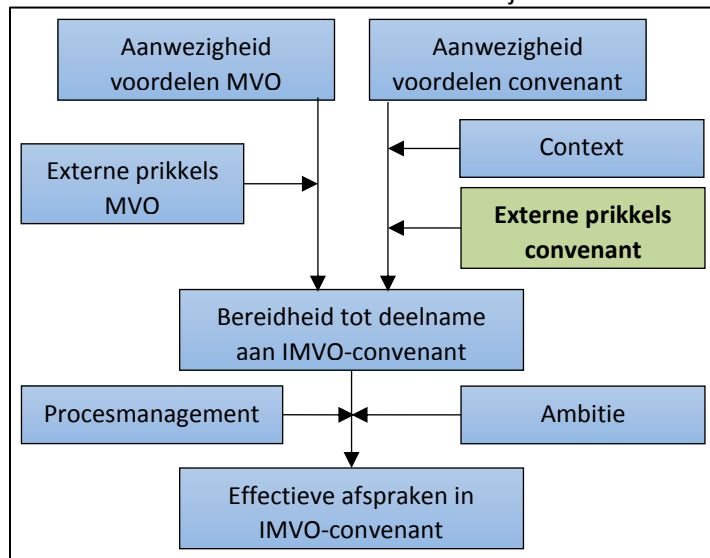 Aanwezigheid
voordelen MVO
Aanwezigheid
voordelen convenant
Context
Externe prikkels
MVO
Externe prikkels
convenant
Bereidheid tot deelname
aan IMVO-convenant
Procesmanagement
Ambitie
Effectieve afspraken in
IMVO-convenant